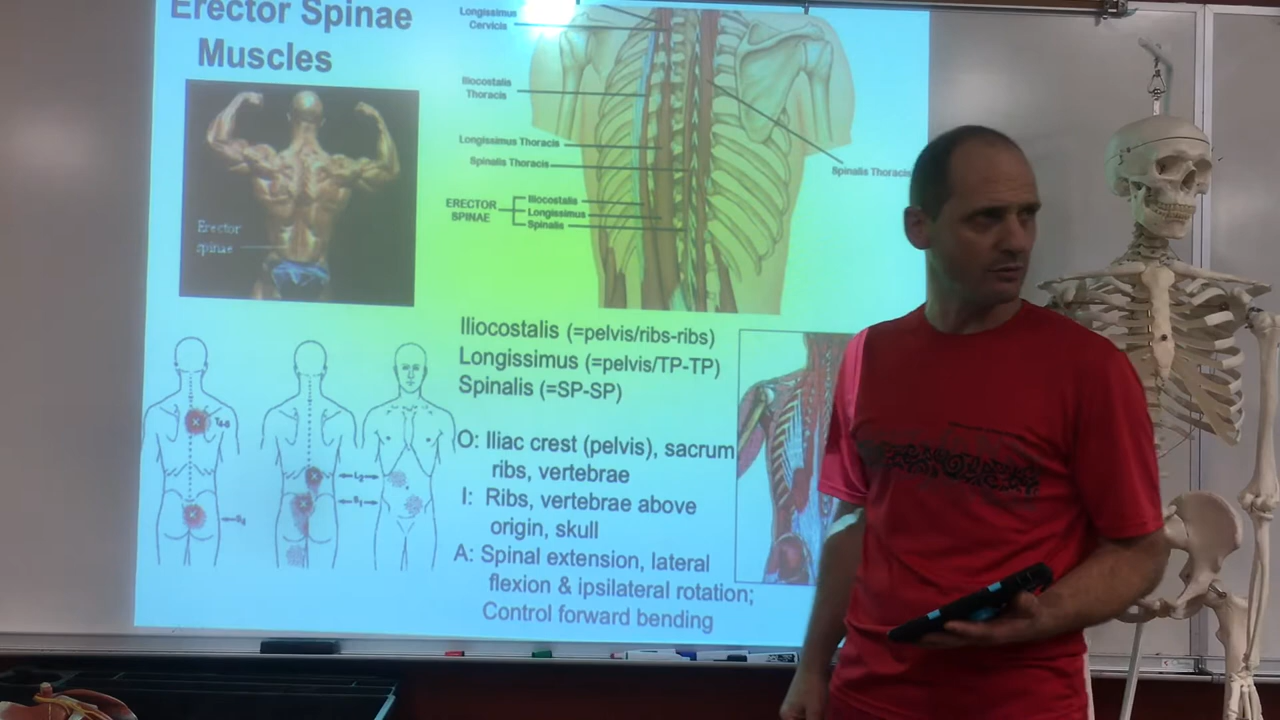 Erector Spinae
Muscles
Erector
spinae
Longissimus
Cervicis
Iliocostalis
Thoracis
Longissimus Thoracis
Spinalis Thoracis
ERECTOR
SPINAE
Iliocostalis
Longissimus
Spinalis
Spinalis Thoracis
Iliocostalis (=pelvis/ribs-ribs)
Longissimus (=pelvis/TP-TP)
Spinalis (=SP-SP)
O: Iliac crest (pelvis), sacrum
ribs, vertebrae
I: Ribs, vertebrae above
origin, skull
A: Spinal extension, lateral
flexion & ipsilateral rotation;
Control forward bending
L2
S1